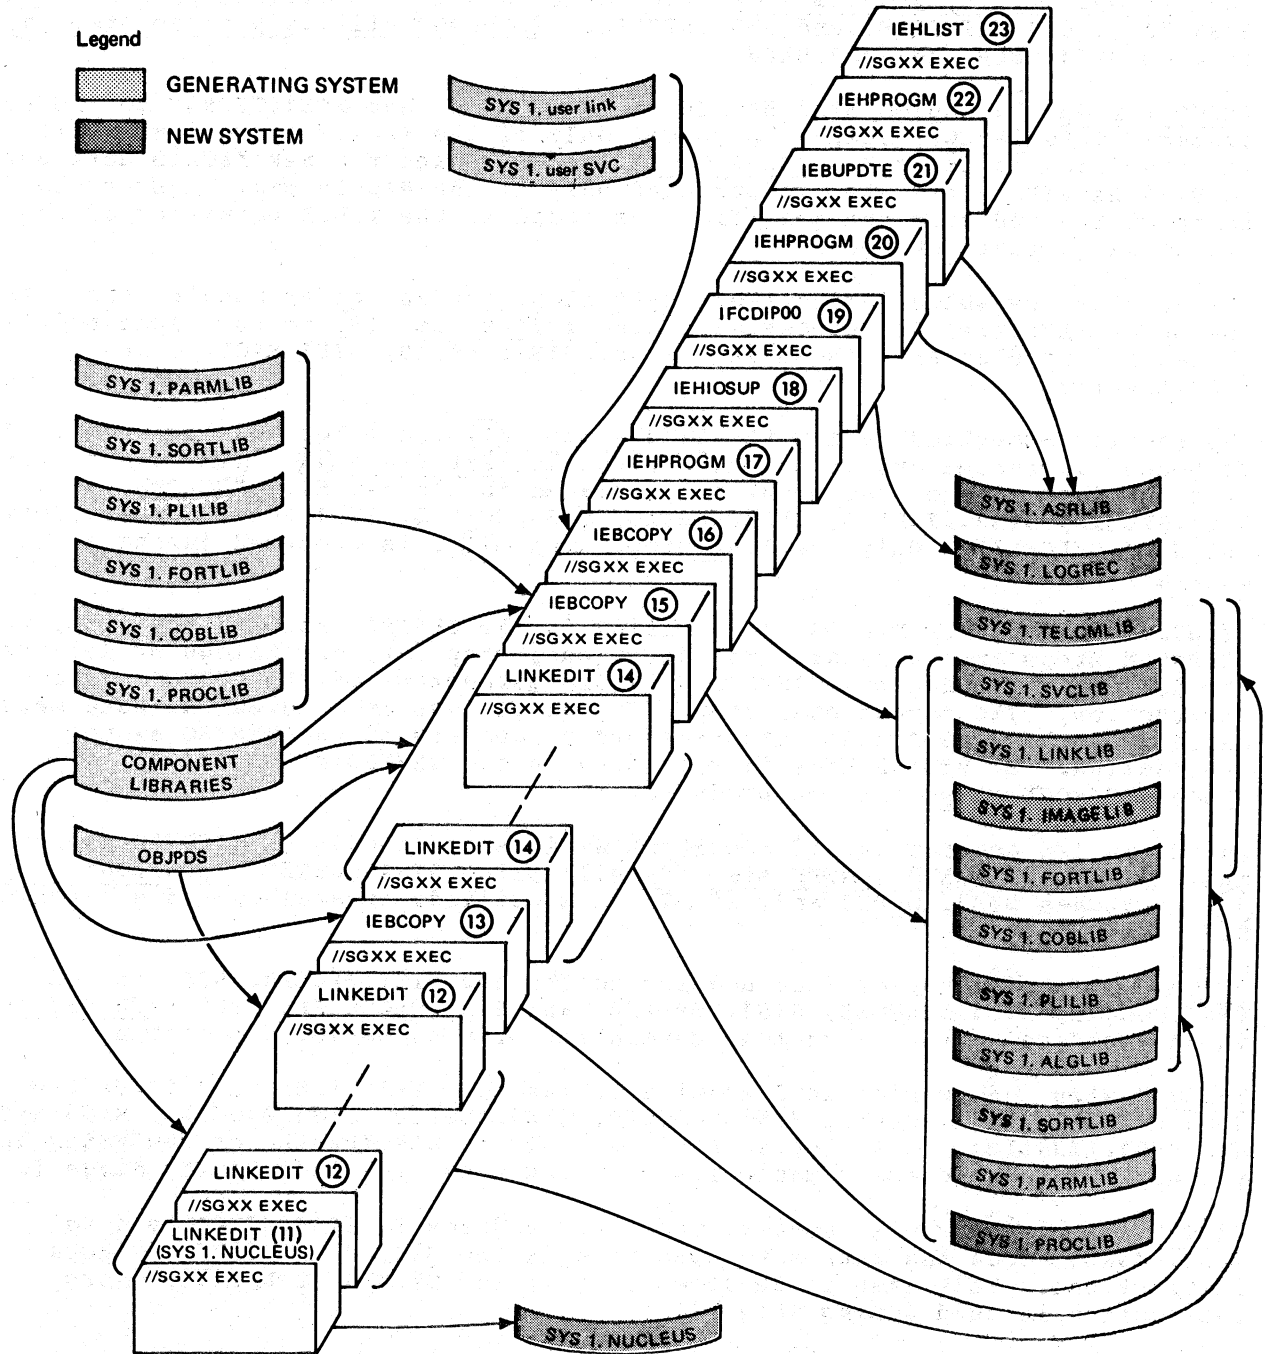 Legend
GENERATING SYSTEM
NEW SYSTEM
SYS 1. user link
SYS 1. user SVC
IEHLIST 23
//SGXX EXEC
IEHPROGM 22
//SGXX EXEC
IEBUPDTE 21
//SGXX EXEC
IEHPROGM 20
//SGXX EXEC
IFCDIP00 19
//SGXX EXEC
IEHIOSUP 18
//SGXX EXEC
IEHPROGM 17
//SGXX EXEC
IEBCOPY 16
//SGXX EXEC
IEBCOPY 15
//SGXX EXEC
LINKEDIT 14
//SGXX EXEC
LINKEDIT 14
//SGXX EXEC
IEBCOPY 13
//SGXX EXEC
LINKEDIT 12
//SGXX EXEC
LINKEDIT 12
//SGXX EXEC
LINKEDIT (11)
(SYS 1. NUCLEUS)
//SGXX EXEC
SYS 1. PARMLIB
SYS 1. SORTLIB
SYS 1. PLILIB
SYS 1. FORTLIB
SYS 1. COBLIB
SYS 1. PROCLIB
COMPONENT
LIBRARIES
OBJPDS
SYS 1. ASRLIB
SYS 1. LOGREC
SYS 1. TELCMLIB
SYS 1. SVCLIB
SYS 1. LINKLIB
SYS 1. IMAGELIB
SYS 1. FORTLIB
SYS 1. COBLIB
SYS 1. PLILIB
SYS 1. ALGLIB
SYS 1. SORTLIB
SYS 1. PARMLIB
SYS 1. PROCLIB
SYS 1. NUCLEUS